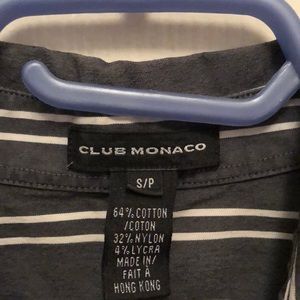 CLUB MONACO
S/P
64% COTTON
/COTON
32% NYLON
4% LYCRA
MADE IN/
FAIT À
HONG KONG